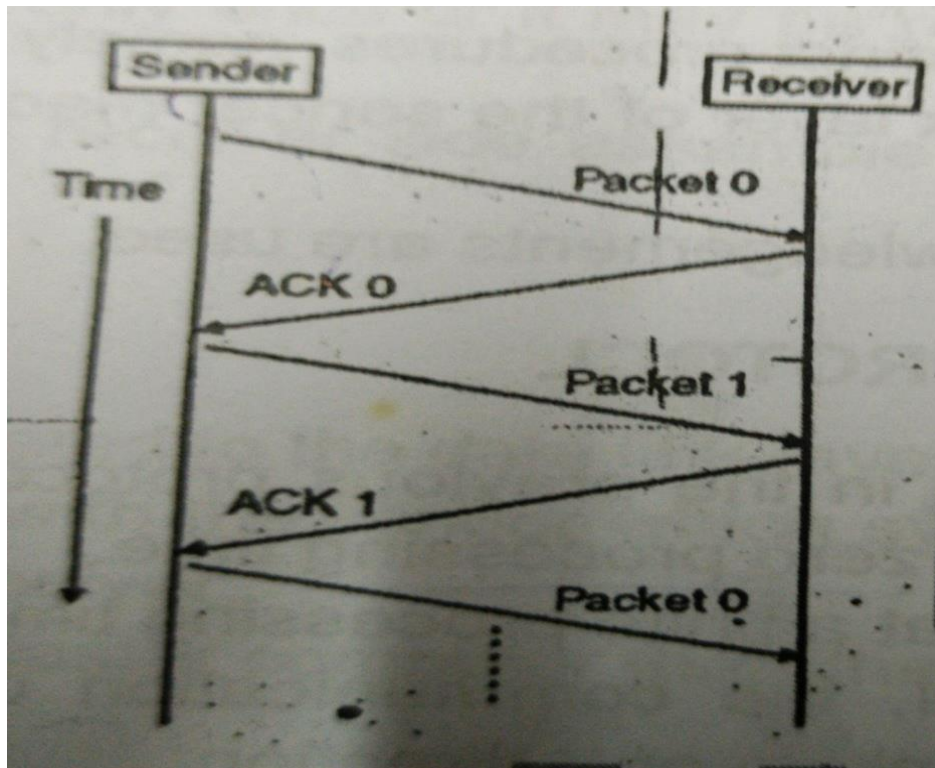 Sender
Receiver
Time
Packet 0
ACK 0
Packet 1
ACK 1
Packet 0